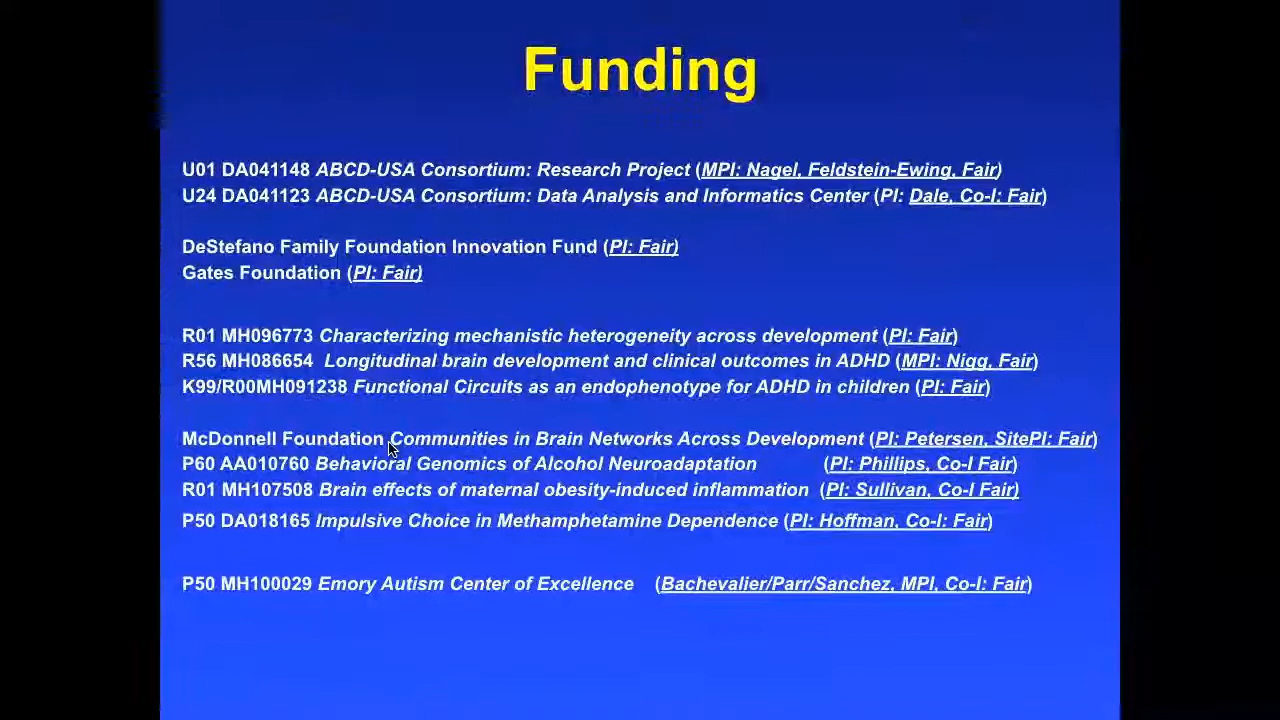 Funding
U01 DA041148 ABCD-USA Consortium: Research Project (MPI: Nagel, Feldstein-Ewing, Fair)
U24 DA041123 ABCD-USA Consortium: Data Analysis and Informatics Center (PI: Dale, Co-I: Fair)
DeStefano Family Foundation Innovation Fund (PI: Fair)
Gates Foundation (PI: Fair)
R01 MH096773 Characterizing mechanistic heterogeneity across development (PI: Fair)
R56 MH086654 Longitudinal brain development and clinical outcomes in ADHD (MPI: Nigg, Fair)
K99/R00MH091238 Functional Circuits as an endophenotype for ADHD in children (PI: Fair)
McDonnell Foundation Communities in Brain Networks Across Development (PI: Petersen, SitePI: Fair)
P60 AA010760 Behavioral Genomics of Alcohol Neuroadaptation (PI: Phillips, Co-I Fair)
R01 MH107508 Brain effects of maternal obesity-induced inflammation (PI: Sullivan, Co-I Fair)
P50 DA018165 Impulsive Choice in Methamphetamine Dependence (PI: Hoffman, Co-I: Fair)
P50 MH100029 Emory Autism Center of Excellence (Bachevalier/Parr/Sanchez, MPI, Co-I: Fair)